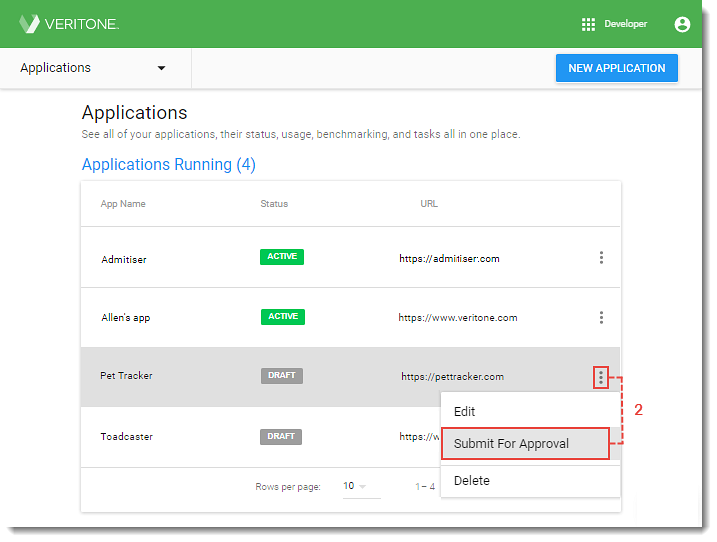 VERITONE.
Developer
Applications
NEW APPLICATION
Applications
See all of your applications, their status, usage, benchmarking, and tasks all in one place.
Applications Running (4)
App Name Status URL
Admitiser ACTIVE https://admitiser.com
Allen's app ACTIVE https://www.veritone.com
Pet Tracker DRAFT https://pettracker.com
Edit
2
Toadcaster DRAFT https://w
Submit For Approval
Delete
Rows per page: 10 1–4